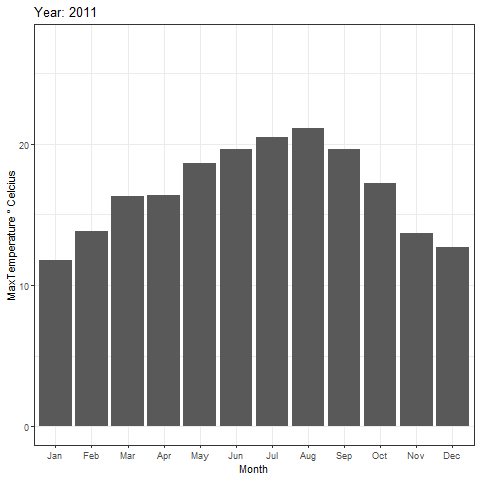 Year: 2011
MaxTemperature " Celcius
20
10
0
Jan Feb Mar Apr May Jun Jul Aug Sep Oct Nov Dec
Month